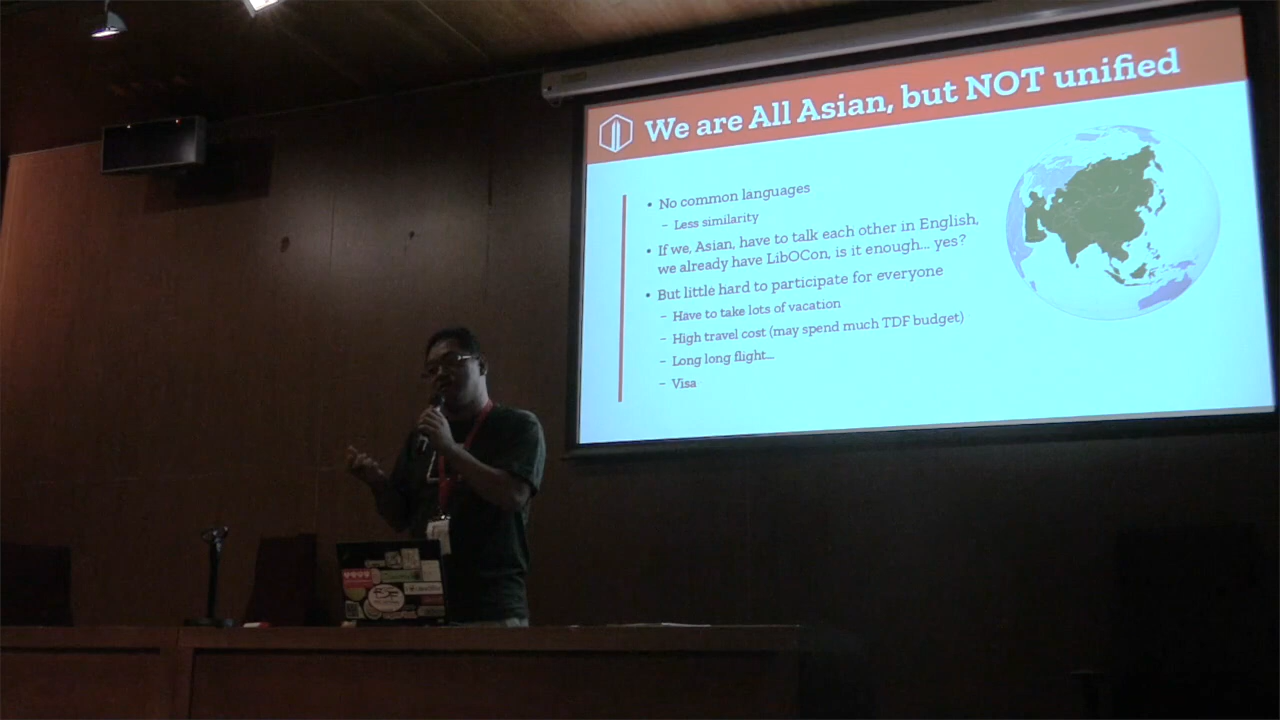 We are All Asian, but NOT unified
• No common languages
– Less similarity
• If we, Asian, have to talk each other in English,
we already have LibOCon, is it enough... yes?
• But little hard to participate for everyone
– Have to take lots of vacation
– High travel cost (may spend much TDF budget)
– Long long flight...
– Visa